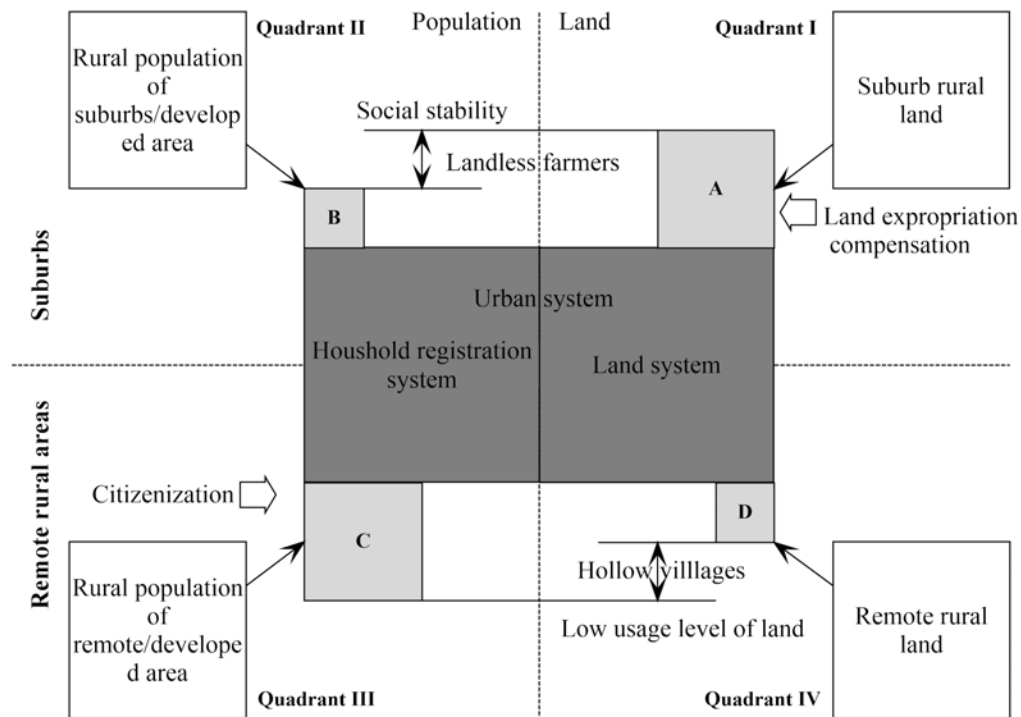 Quadrant II
Population
Land
Quadrant I
Rural population
of
suburbs/develop
ed area
Suburb rural
land
Social stability
Landless farmers
A
B
Land expropriation
compensation
Suburbs
Urban system
Houshold registration
system
Land system
Remote rural areas
Citizenization
C
D
Rural population
of
remote/develope
d area
Hollow villlages
Low usage level of land
Remote rural
land
Quadrant III
Quadrant IV